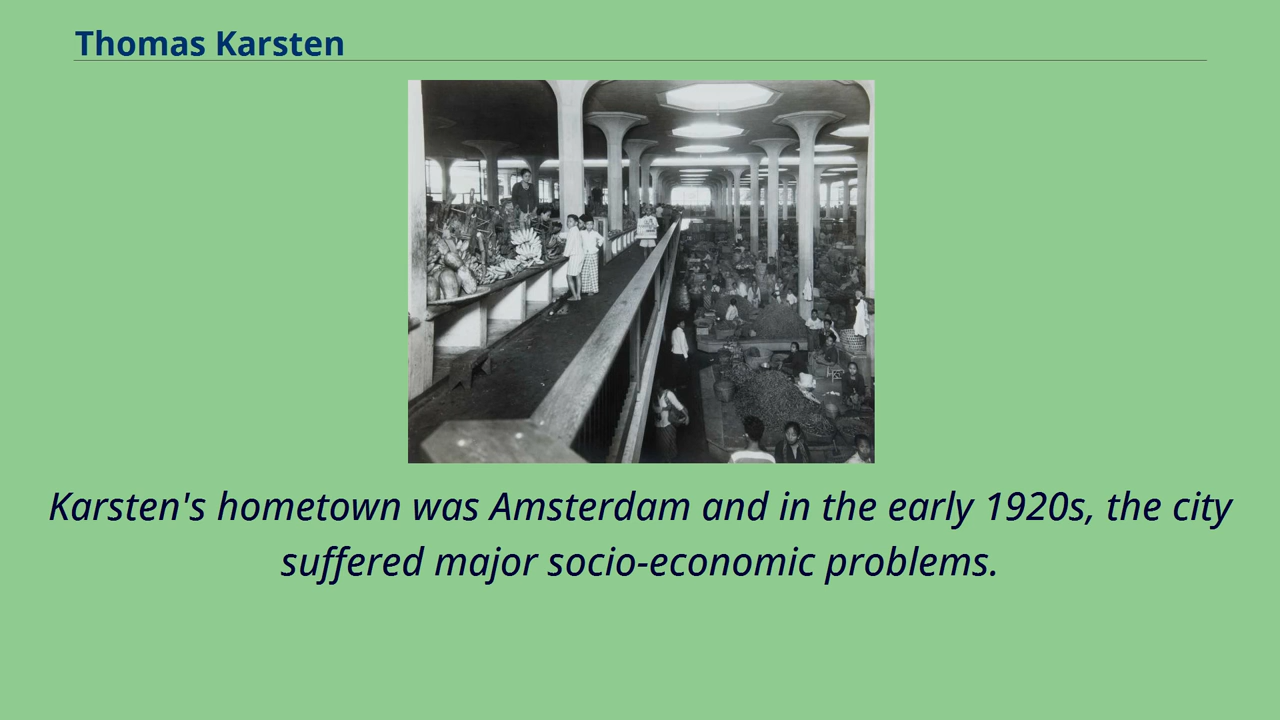 Thomas Karsten
Karsten's hometown was Amsterdam and in the early 1920s, the city
suffered major socio-economic problems.